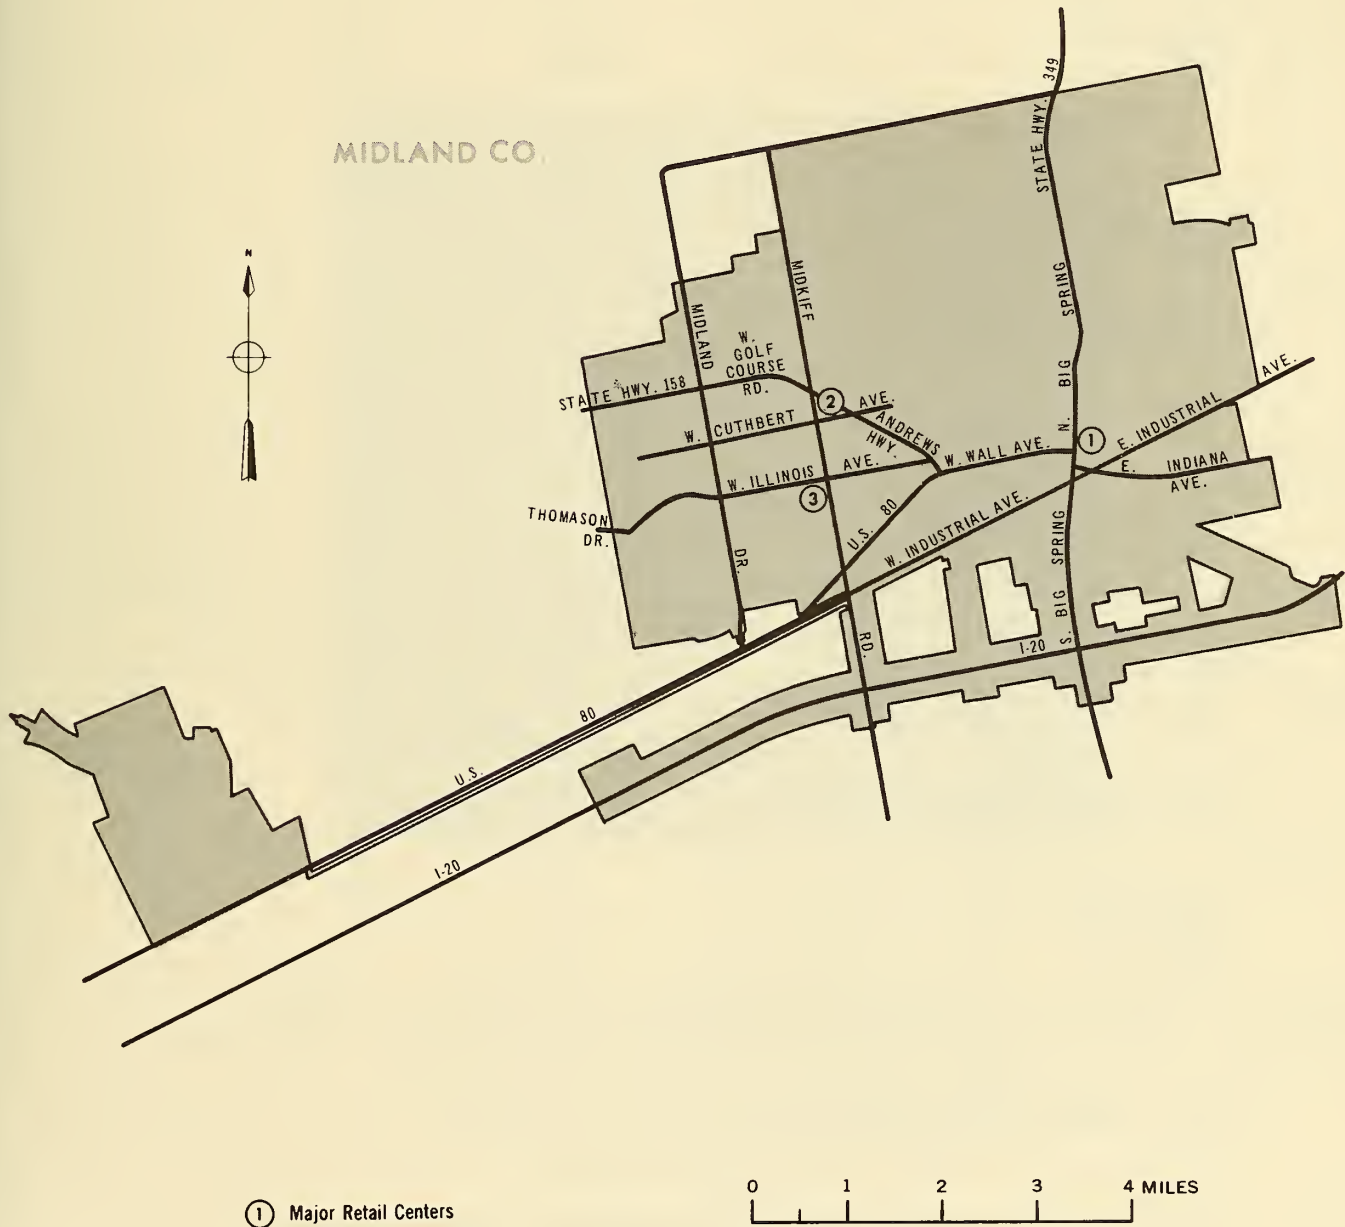 MIDLAND CO.
N
STATE HWY. 349
MIDKIFF
RD.
MIDLAND
DR.
W.
GOLF
COURSE
RD.
STATE HWY. 158
N. BIG SPRING
AVE.
E. INDUSTRIAL
2
W. CUTHBERT AVE.
ANDREWS
HWY.
1
W. WALL AVE.
E. INDIANA
AVE.
W. ILLINOIS AVE.
3
THOMASON
DR.
U.S. 80
W. INDUSTRIAL AVE.
S. BIG SPRING
I-20
U.S. 80
I-20
0 1 2 3 4 MILES
1 Major Retail Centers